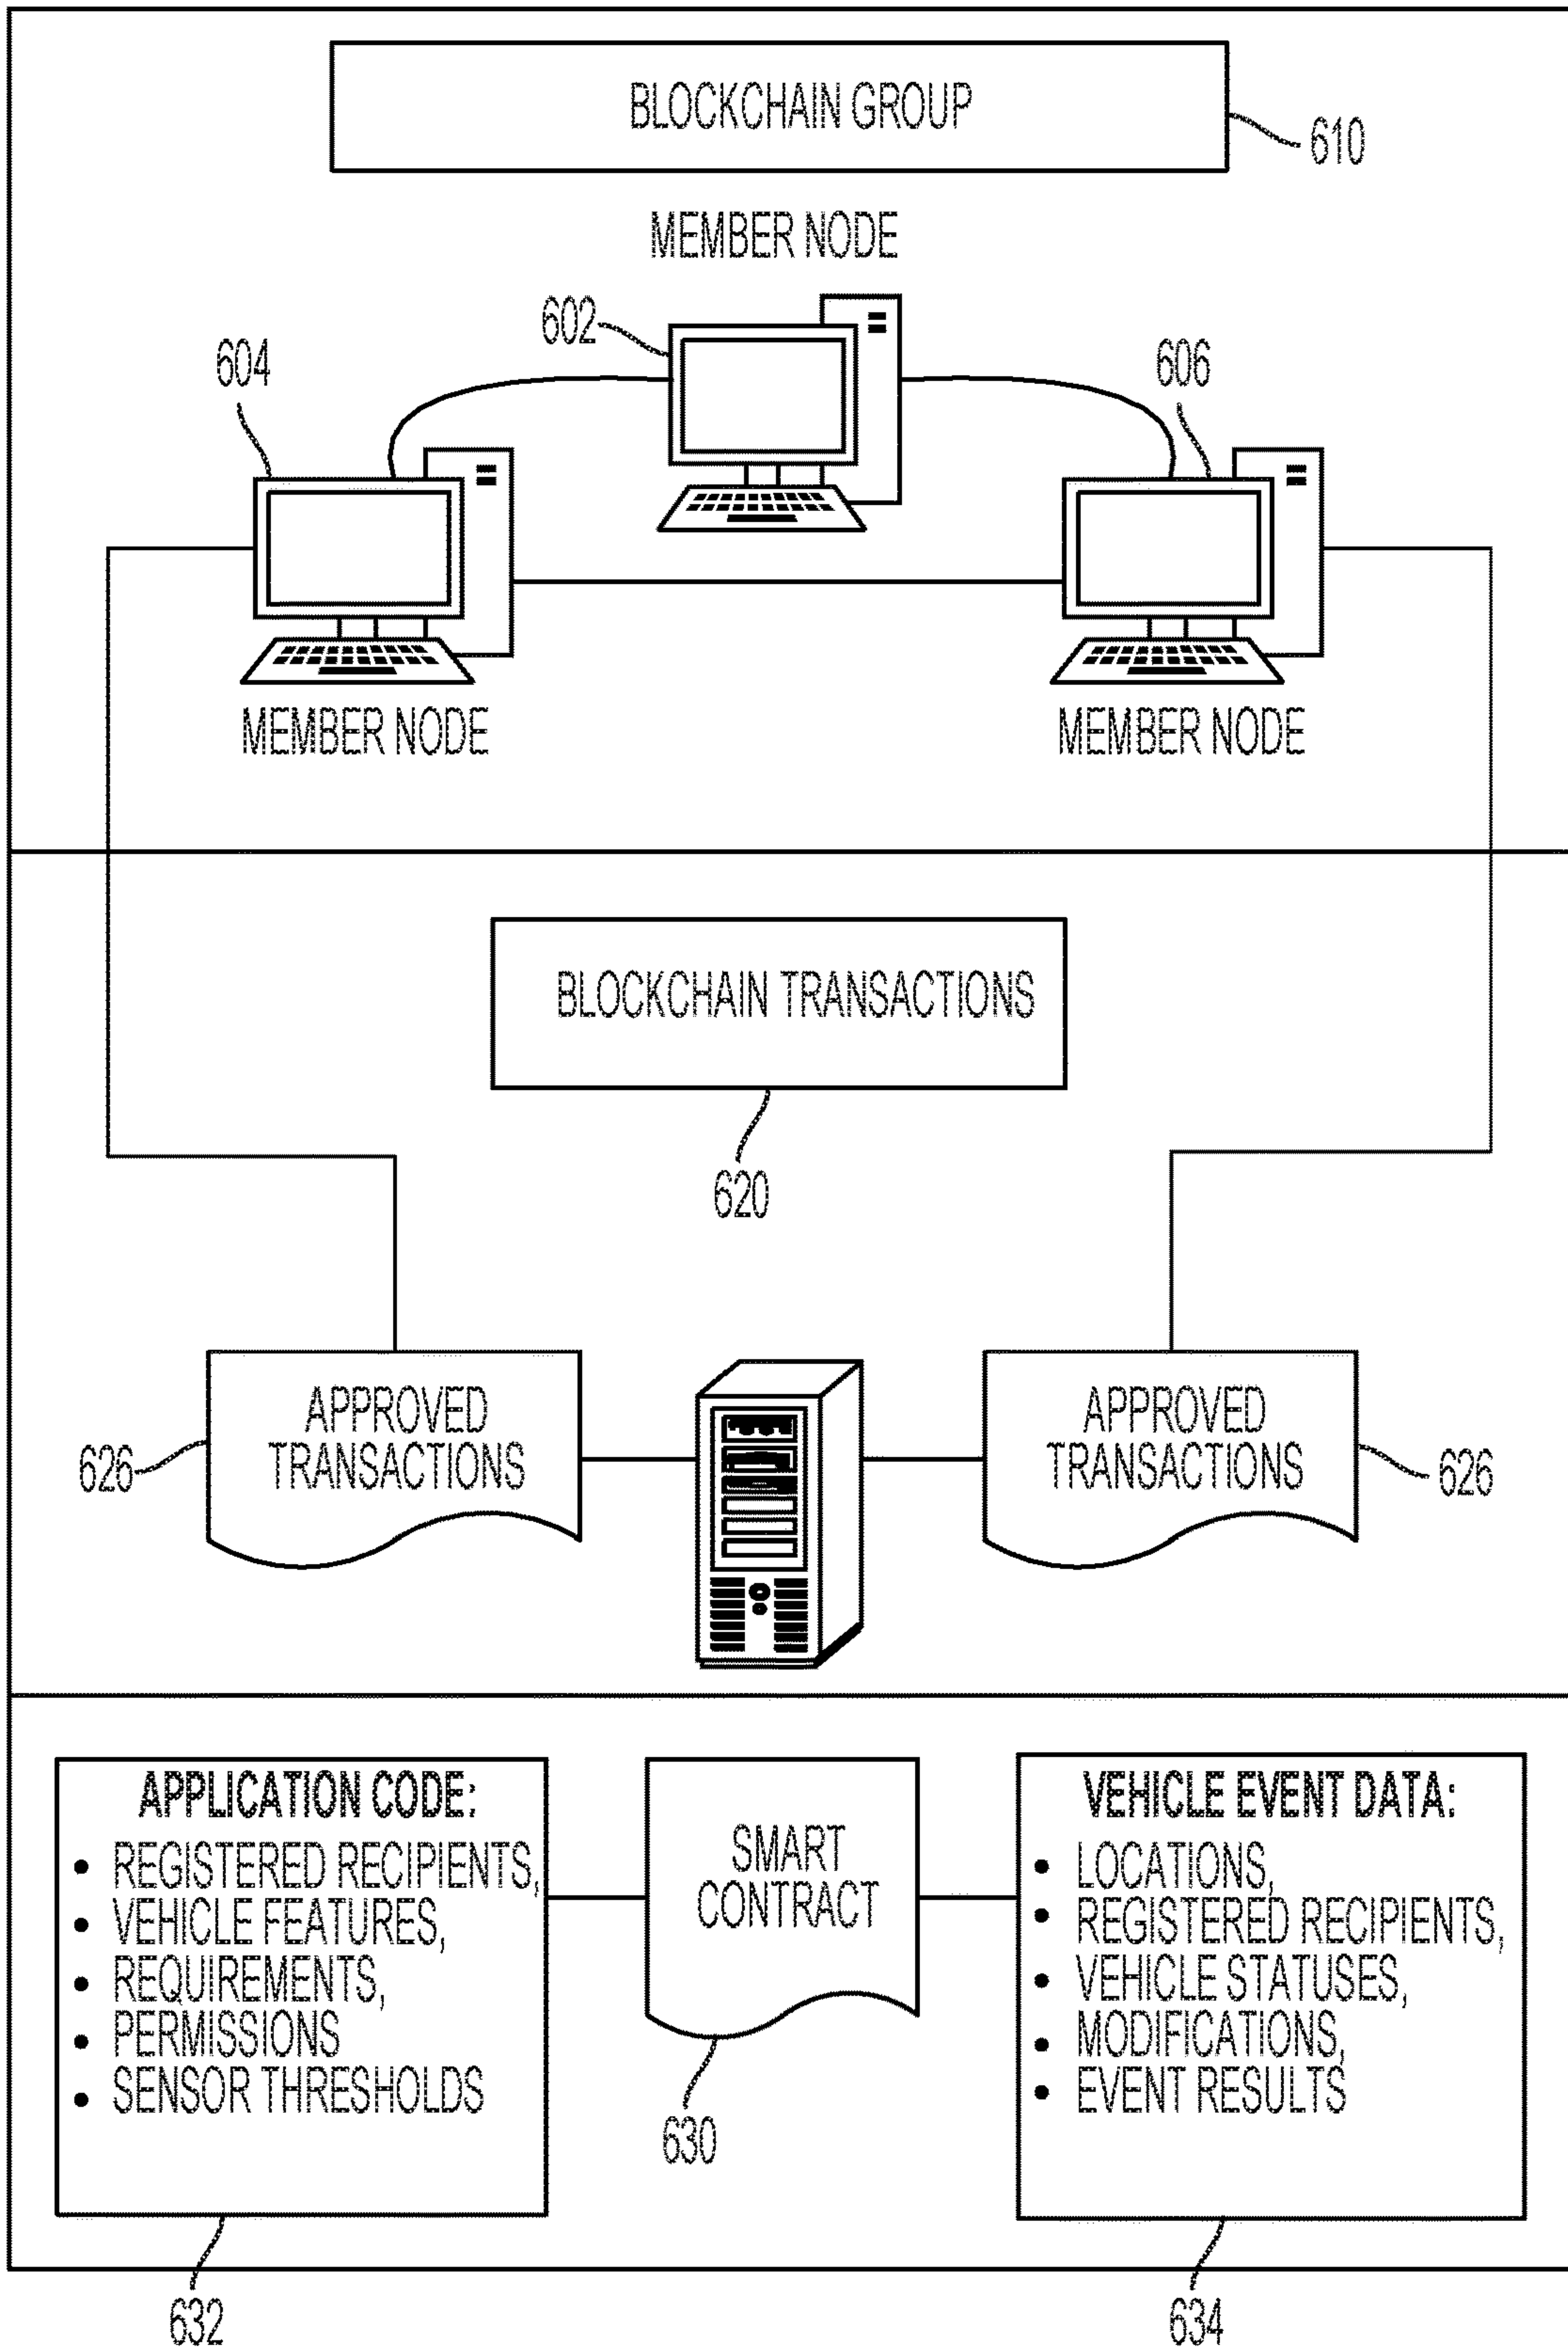 BLOCKCHAIN GROUP
610
MEMBER NODE
602
604
606
MEMBER NODE
MEMBER NODE
BLOCKCHAIN TRANSACTIONS
620
APPROVED
TRANSACTIONS
626
APPROVED
TRANSACTIONS
626
APPLICATION CODE:
• REGISTERED RECIPIENTS,
• VEHICLE FEATURES,
• REQUIREMENTS,
• PERMISSIONS
• SENSOR THRESHOLDS
632
SMART
CONTRACT
630
VEHICLE EVENT DATA:
• LOCATIONS,
• REGISTERED RECIPIENTS,
• VEHICLE STATUSES,
• MODIFICATIONS,
• EVENT RESULTS
634